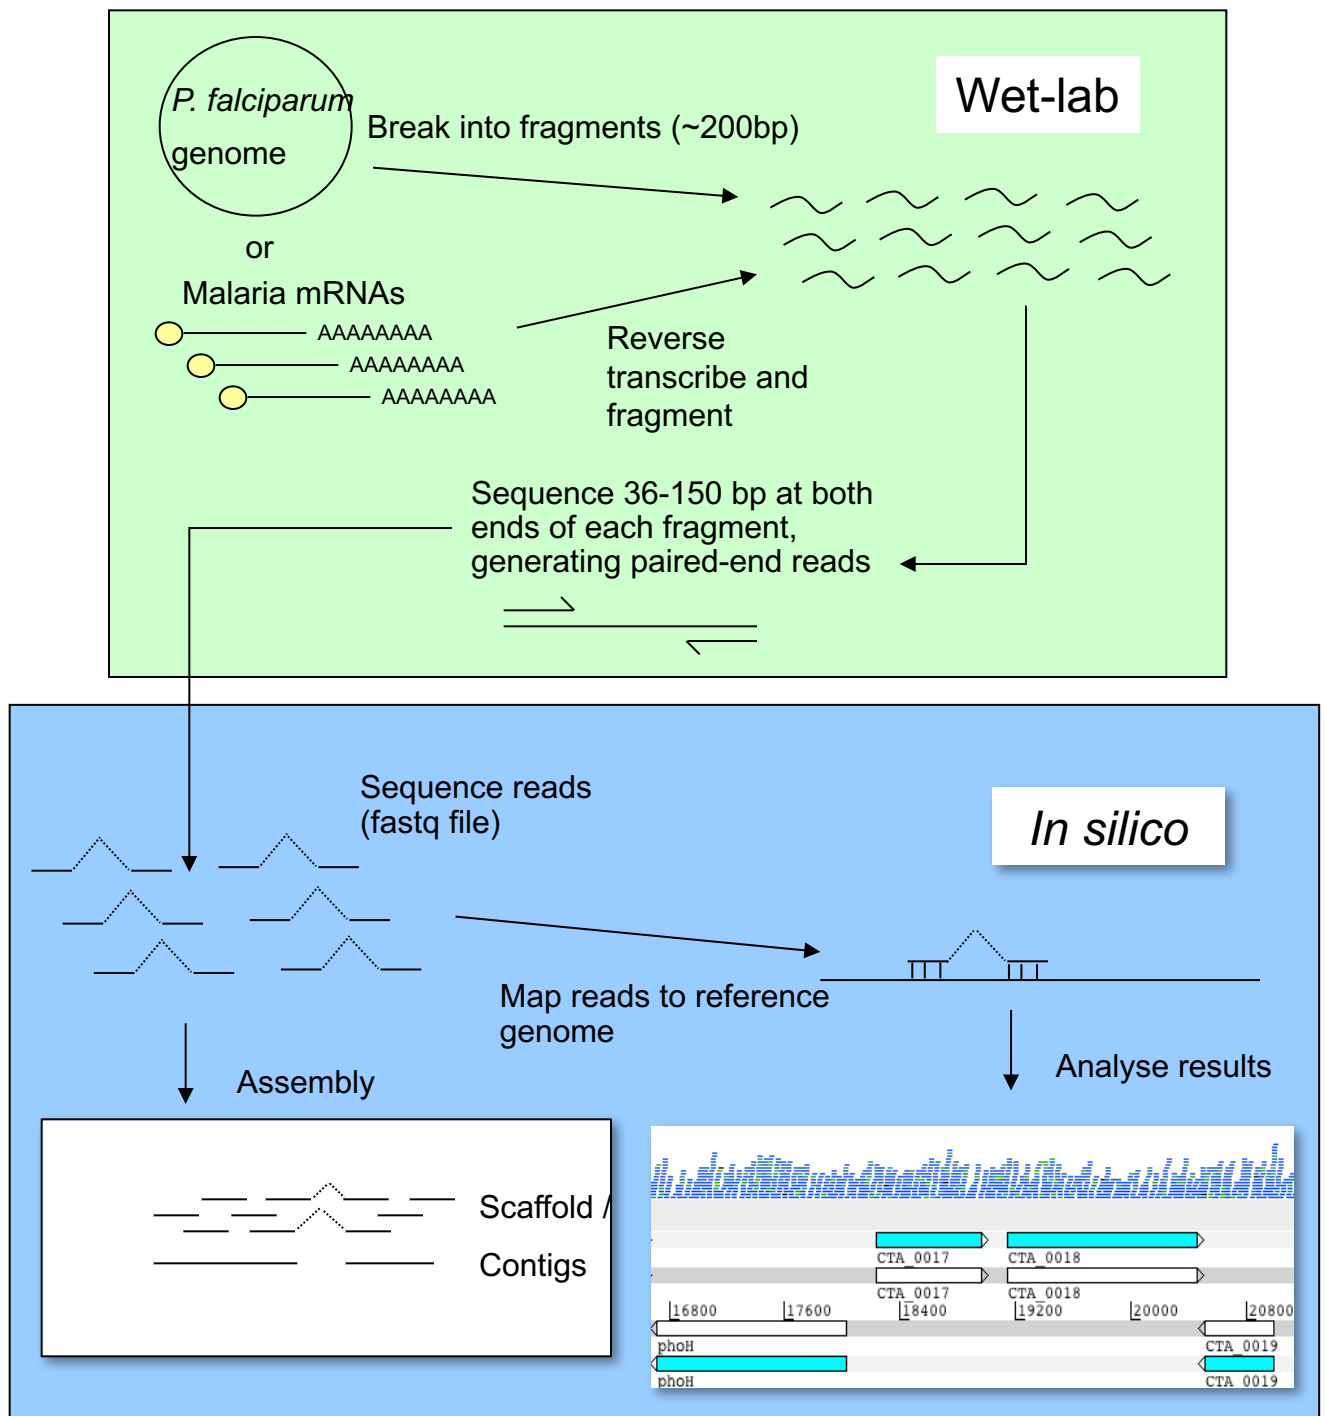 Wet-lab
P. falciparum
genome
Break into fragments (~200bp)
or
Malaria mRNAs
AAAAAAAA
AAAAAAAA
AAAAAAAA
Reverse
transcribe and
fragment
Sequence 36-150 bp at both
ends of each fragment,
generating paired-end reads
Sequence reads
(fastq file)
In silico
Map reads to reference
genome
Assembly
Analyse results
Scaffold /
Contigs
CTA_0017 CTA_0018
CTA_0017 CTA_0018
16800 17600 18400 19200 20000 20800
phoH CTA_0019
phoH CTA_0019